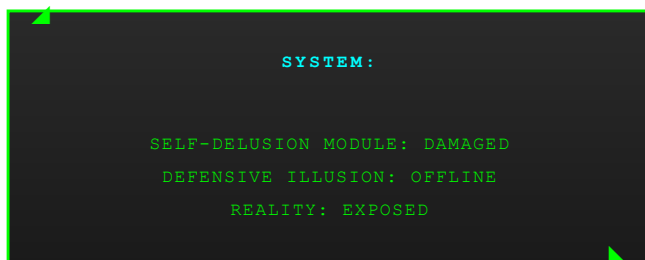 SYSTEM:
SELF-DELUSION MODULE: DAMAGED
DEFENSIVE ILLUSION: OFFLINE
REALITY: EXPOSED